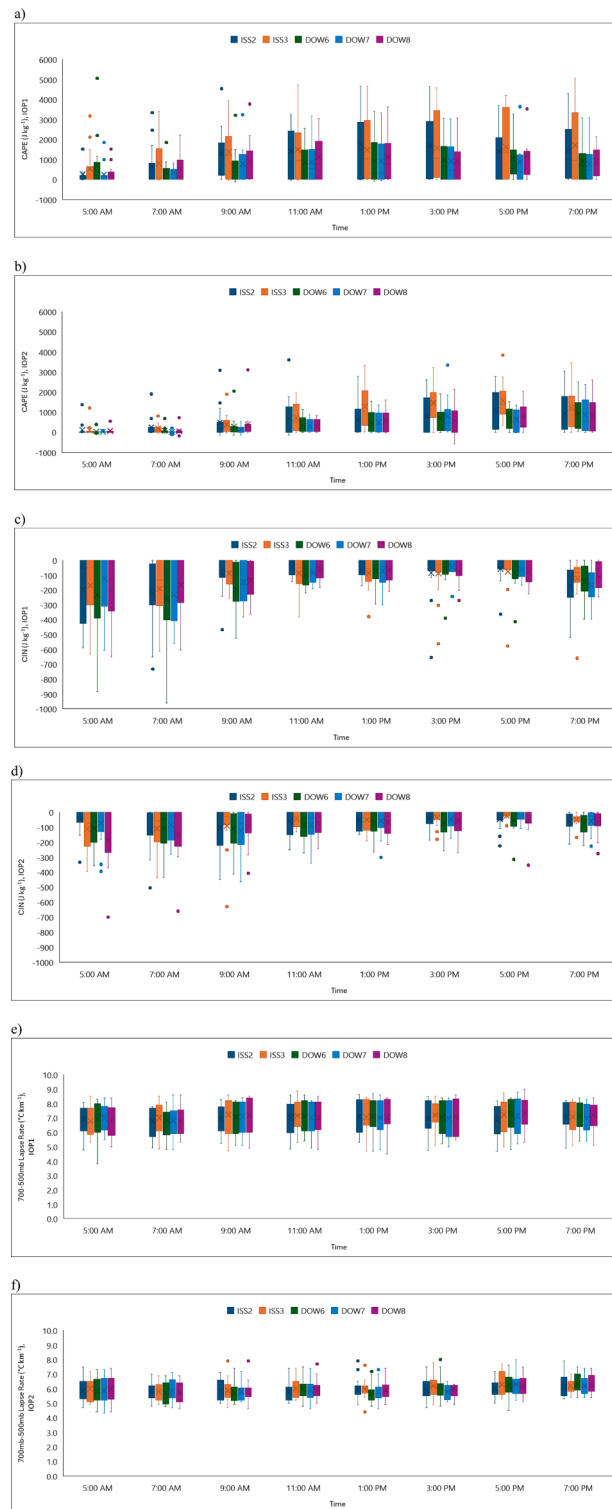 a)
ISS2 ISS3 DOW6 DOW7 DOW8
CAPE (J kg⁻¹), IOP1
6000
5000
4000
3000
2000
1000
0
-1000
5:00 AM 7:00 AM 9:00 AM 11:00 AM 1:00 PM 3:00 PM 5:00 PM 7:00 PM
Time
b)
ISS2 ISS3 DOW6 DOW7 DOW8
CAPE (J kg⁻¹), IOP2
6000
5000
4000
3000
2000
1000
0
-1000
5:00 AM 7:00 AM 9:00 AM 11:00 AM 1:00 PM 3:00 PM 5:00 PM 7:00 PM
Time
c)
ISS2 ISS3 DOW6 DOW7 DOW8
CIN (J kg⁻¹), IOP1
0
-100
-200
-300
-400
-500
-600
-700
-800
-900
-1000
5:00 AM 7:00 AM 9:00 AM 11:00 AM 1:00 PM 3:00 PM 5:00 PM 7:00 PM
Time
d)
ISS2 ISS3 DOW6 DOW7 DOW8
CIN (J kg⁻¹), IOP2
0
-100
-200
-300
-400
-500
-600
-700
-800
-900
-1000
5:00 AM 7:00 AM 9:00 AM 11:00 AM 1:00 PM 3:00 PM 5:00 PM 7:00 PM
Time
e)
ISS2 ISS3 DOW6 DOW7 DOW8
700-500mb Lapse Rate (°C km⁻¹),
IOP1
10.0
9.0
8.0
7.0
6.0
5.0
4.0
3.0
2.0
1.0
0.0
5:00 AM 7:00 AM 9:00 AM 11:00 AM 1:00 PM 3:00 PM 5:00 PM 7:00 PM
Time
f)
ISS2 ISS3 DOW6 DOW7 DOW8
700mb-500mb Lapse Rate (°C km⁻¹),
IOP2
10.0
9.0
8.0
7.0
6.0
5.0
4.0
3.0
2.0
1.0
0.0
5:00 AM 7:00 AM 9:00 AM 11:00 AM 1:00 PM 3:00 PM 5:00 PM 7:00 PM
Time